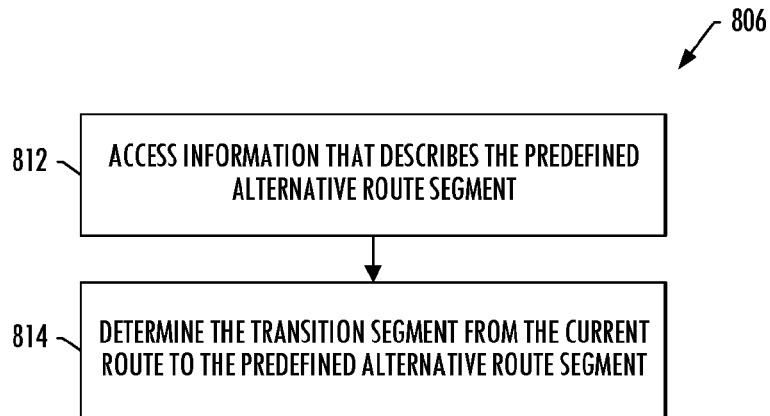 806
812
ACCESS INFORMATION THAT DESCRIBES THE PREDEFINED
ALTERNATIVE ROUTE SEGMENT
814
DETERMINE THE TRANSITION SEGMENT FROM THE CURRENT
ROUTE TO THE PREDEFINED ALTERNATIVE ROUTE SEGMENT